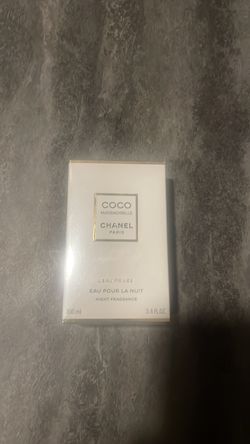 COCO
MADEMOISELLE
CHANEL
PARIS
L'EAU PRIVÉE
EAU POUR LA NUIT
NIGHT FRAGRANCE
100 ml 3.4 FL. OZ.